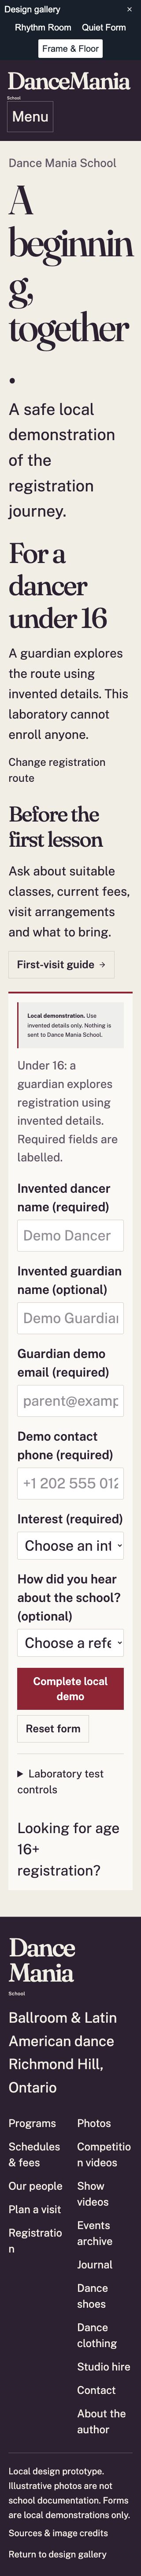 Design gallery ×
Rhythm Room Quiet Form
Frame & Floor
DanceMania
School
Menu
Dance Mania School
A
beginnin
g,
together
.
A safe local
demonstration
of the
registration
journey.
For a
dancer
under 16
A guardian explores
the route using
invented details. This
laboratory cannot
enroll anyone.
Change registration
route
Before the
first lesson
Ask about suitable
classes, current fees,
visit arrangements
and what to bring.
First-visit guide →
Local demonstration. Use
invented details only. Nothing is
sent to Dance Mania School.
Under 16: a
guardian explores
registration using
invented details.
Required fields are
labelled.
Invented dancer
name (required)
Demo Dancer
Invented guardian
name (optional)
Demo Guardian
Guardian demo
email (required)
parent@examp
Demo contact
phone (required)
+1 202 555 012
Interest (required)
Choose an int
How did you hear
about the school?
(optional)
Choose a refe
Complete local
demo
Reset form
▶ Laboratory test
controls
Looking for age
16+
registration?
Dance
Mania
School
Ballroom & Latin
American dance
Richmond Hill,
Ontario
Programs
Schedules
& fees
Our people
Plan a visit
Registratio
n
Photos
Competitio
n videos
Show
videos
Events
archive
Journal
Dance
shoes
Dance
clothing
Studio hire
Contact
About the
author
Local design prototype.
Illustrative photos are not
school documentation. Forms
are local demonstrations only.
Sources & image credits
Return to design gallery